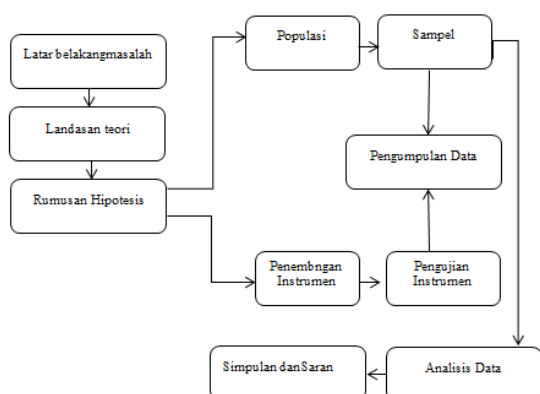 Latar belakangmasalah
Landasan teori
Rumusan Hipotesis
Populasi
Sampel
Pengumpulan Data
Penembngan
Instrumen
Pengujian
Instrumen
Analisis Data
Simpulan danSaran